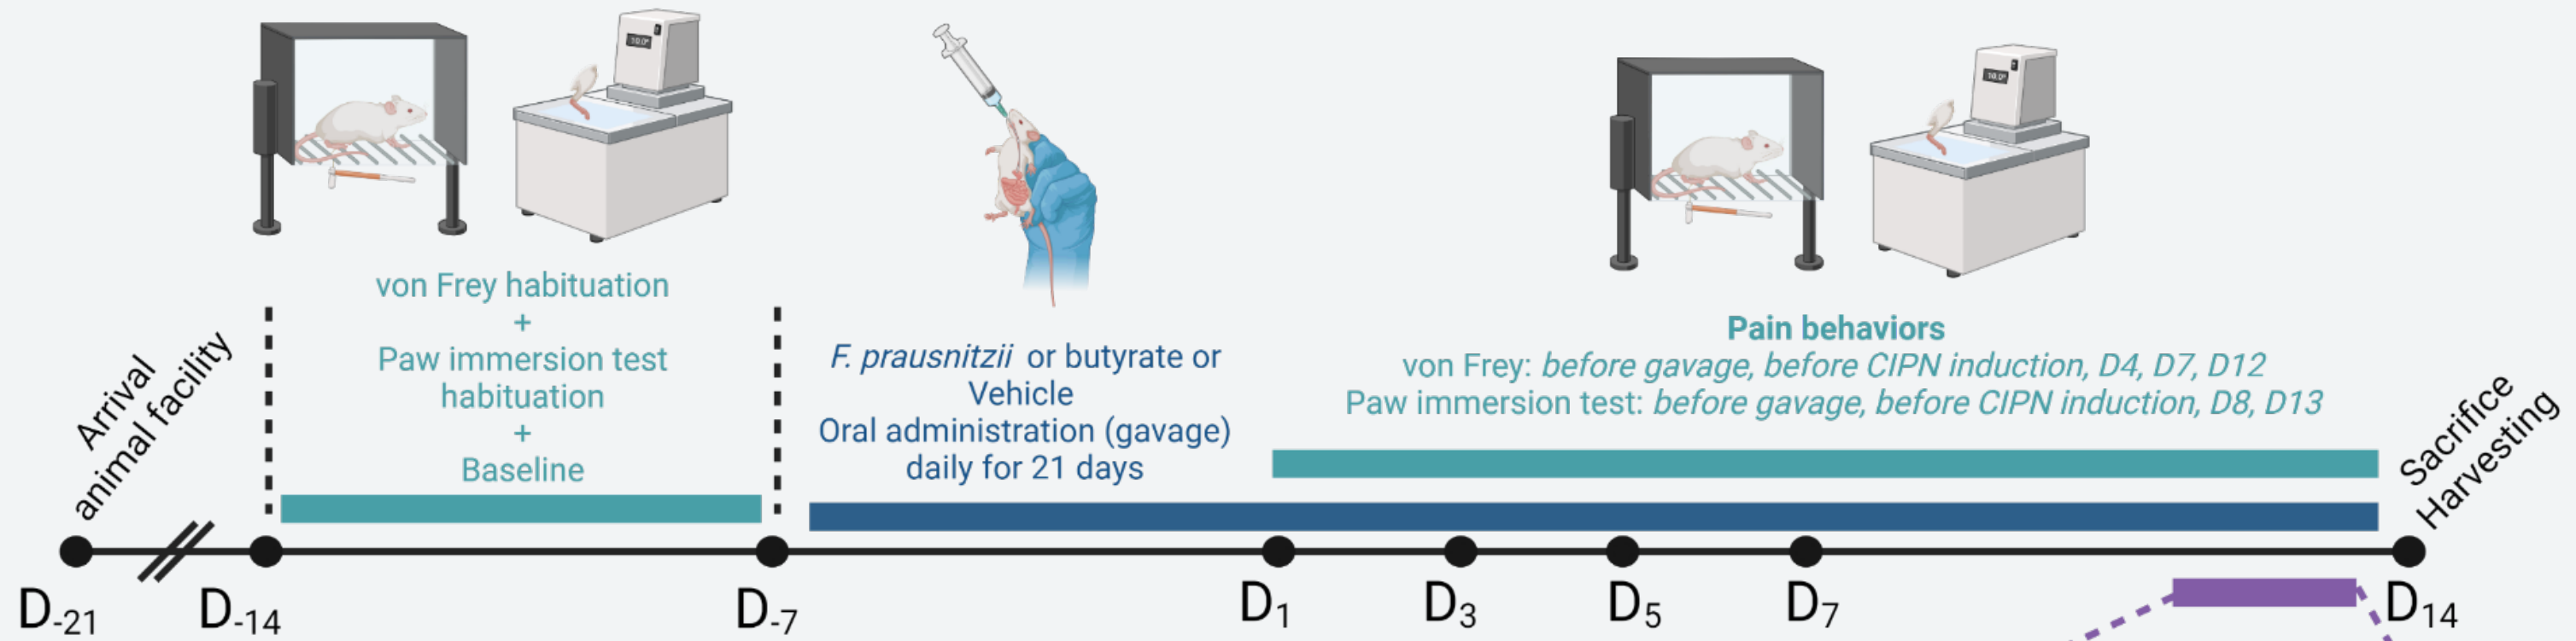 von Frey habituation
+
Paw immersion test
habituation
+
Baseline
F. prausnitzii or butyrate or
Vehicle
Oral administration (gavage)
daily for 21 days
Pain behaviors
von Frey: before gavage, before CIPN induction, D4, D7, D12
Paw immersion test: before gavage, before CIPN induction, D8, D13
Arrival
animal facility
Sacrifice
Harvesting
D-21
D-14
D-7
D1
D3
D5
D7
D14